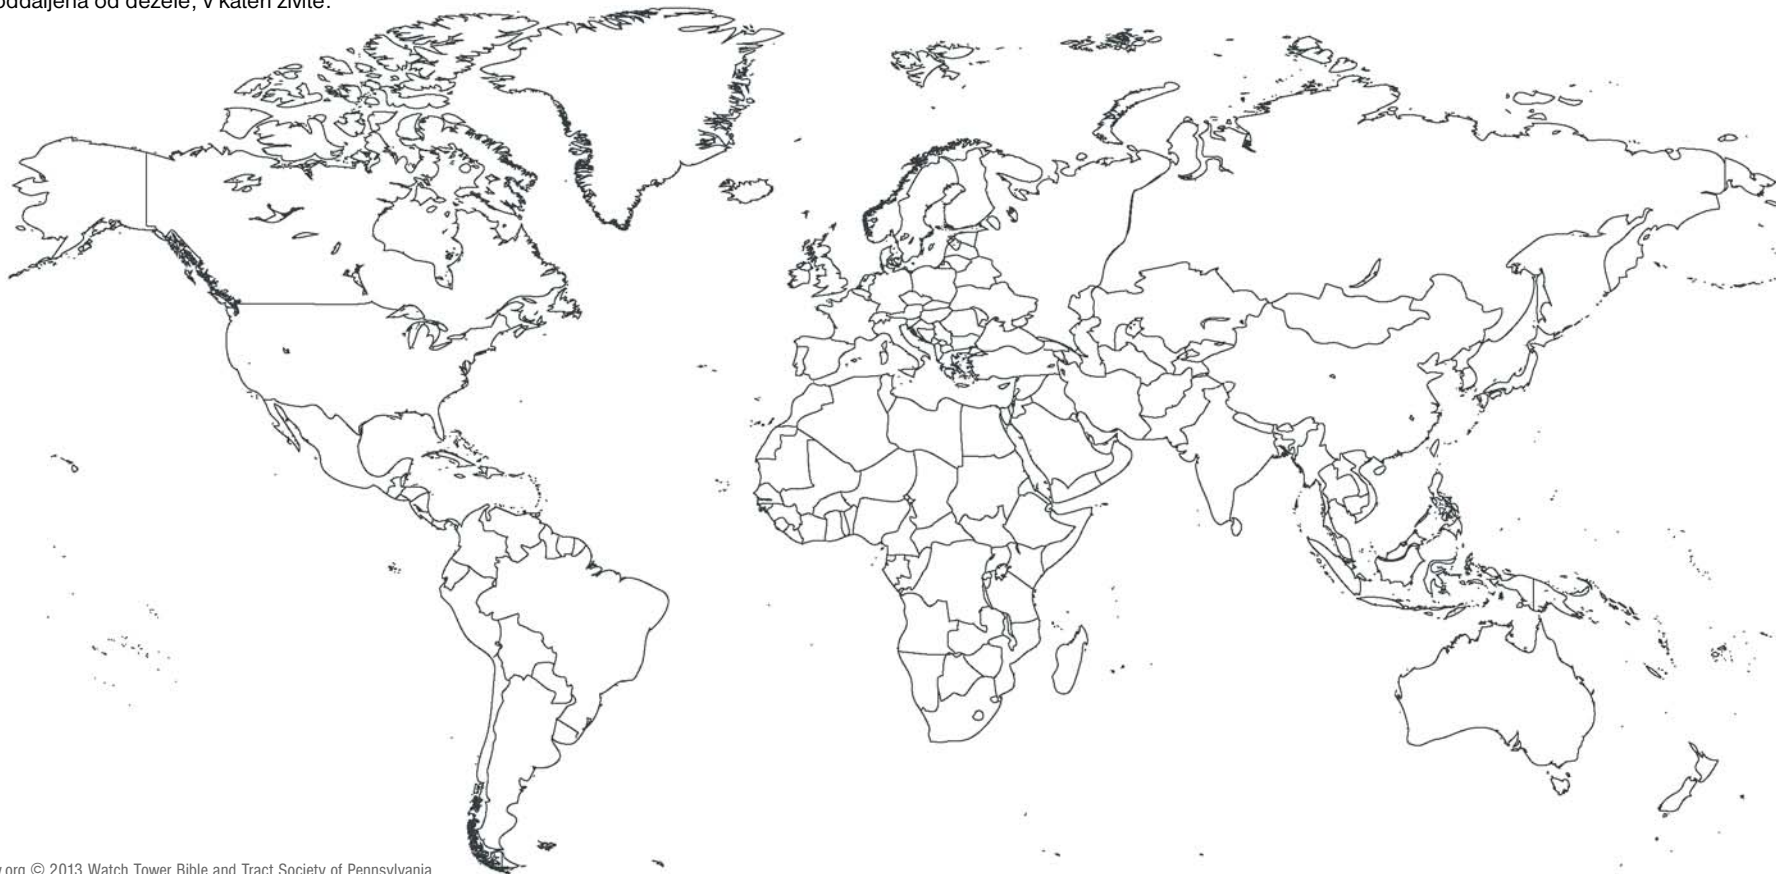 oddaljena od dežele, v kateri živite.
org © 2013 Watch Tower Bible and Tract Society of Pennsylvania